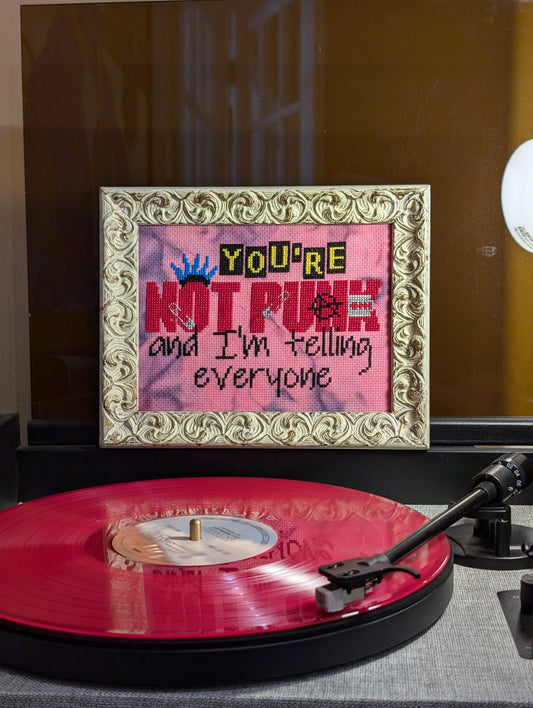 YOU'RE
NOT PUNK
and I'm telling
everyone